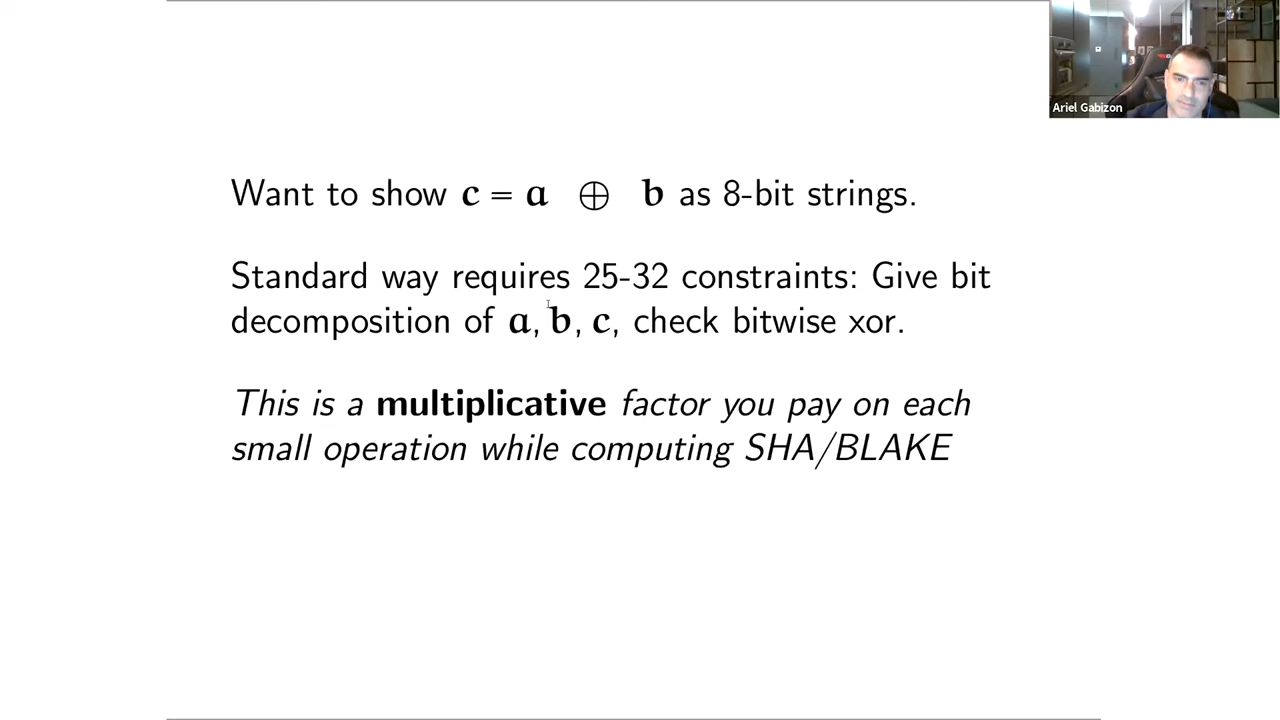 Ariel Gabizon
Want to show c = a ⊕ b as 8-bit strings.
Standard way requires 25-32 constraints: Give bit
decomposition of a, b, c, check bitwise xor.
This is a multiplicative factor you pay on each
small operation while computing SHA/BLAKE